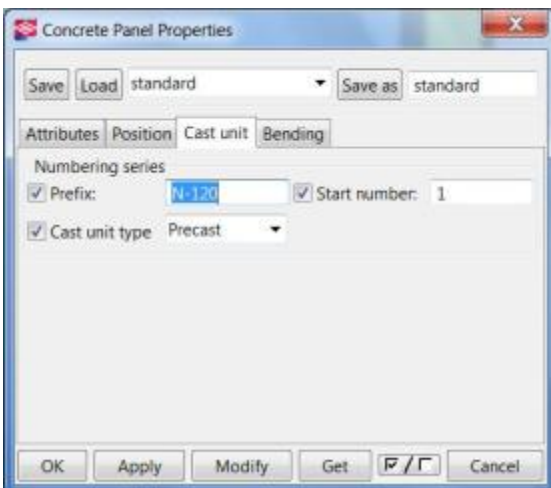 Concrete Panel Properties
Save Load standard Save as standard
Attributes Position Cast unit Bending
Numbering series
Prefix: N-120 Start number: 1
Cast unit type Precast
OK Apply Modify Get / Cancel